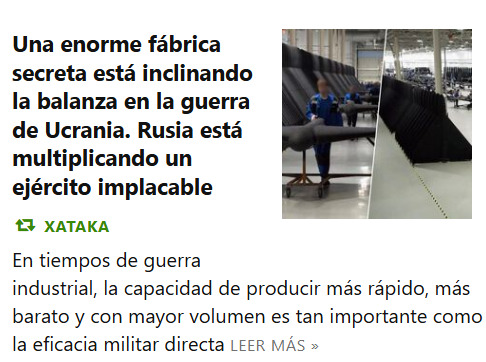 Una enorme fábrica
secreta está inclinando
la balanza en la guerra
de Ucrania. Rusia está
multiplicando un
ejército implacable
XATAKA
En tiempos de guerra
industrial, la capacidad de producir más rápido, más
barato y con mayor volumen es tan importante como
la eficacia militar directa LEER MÁS »